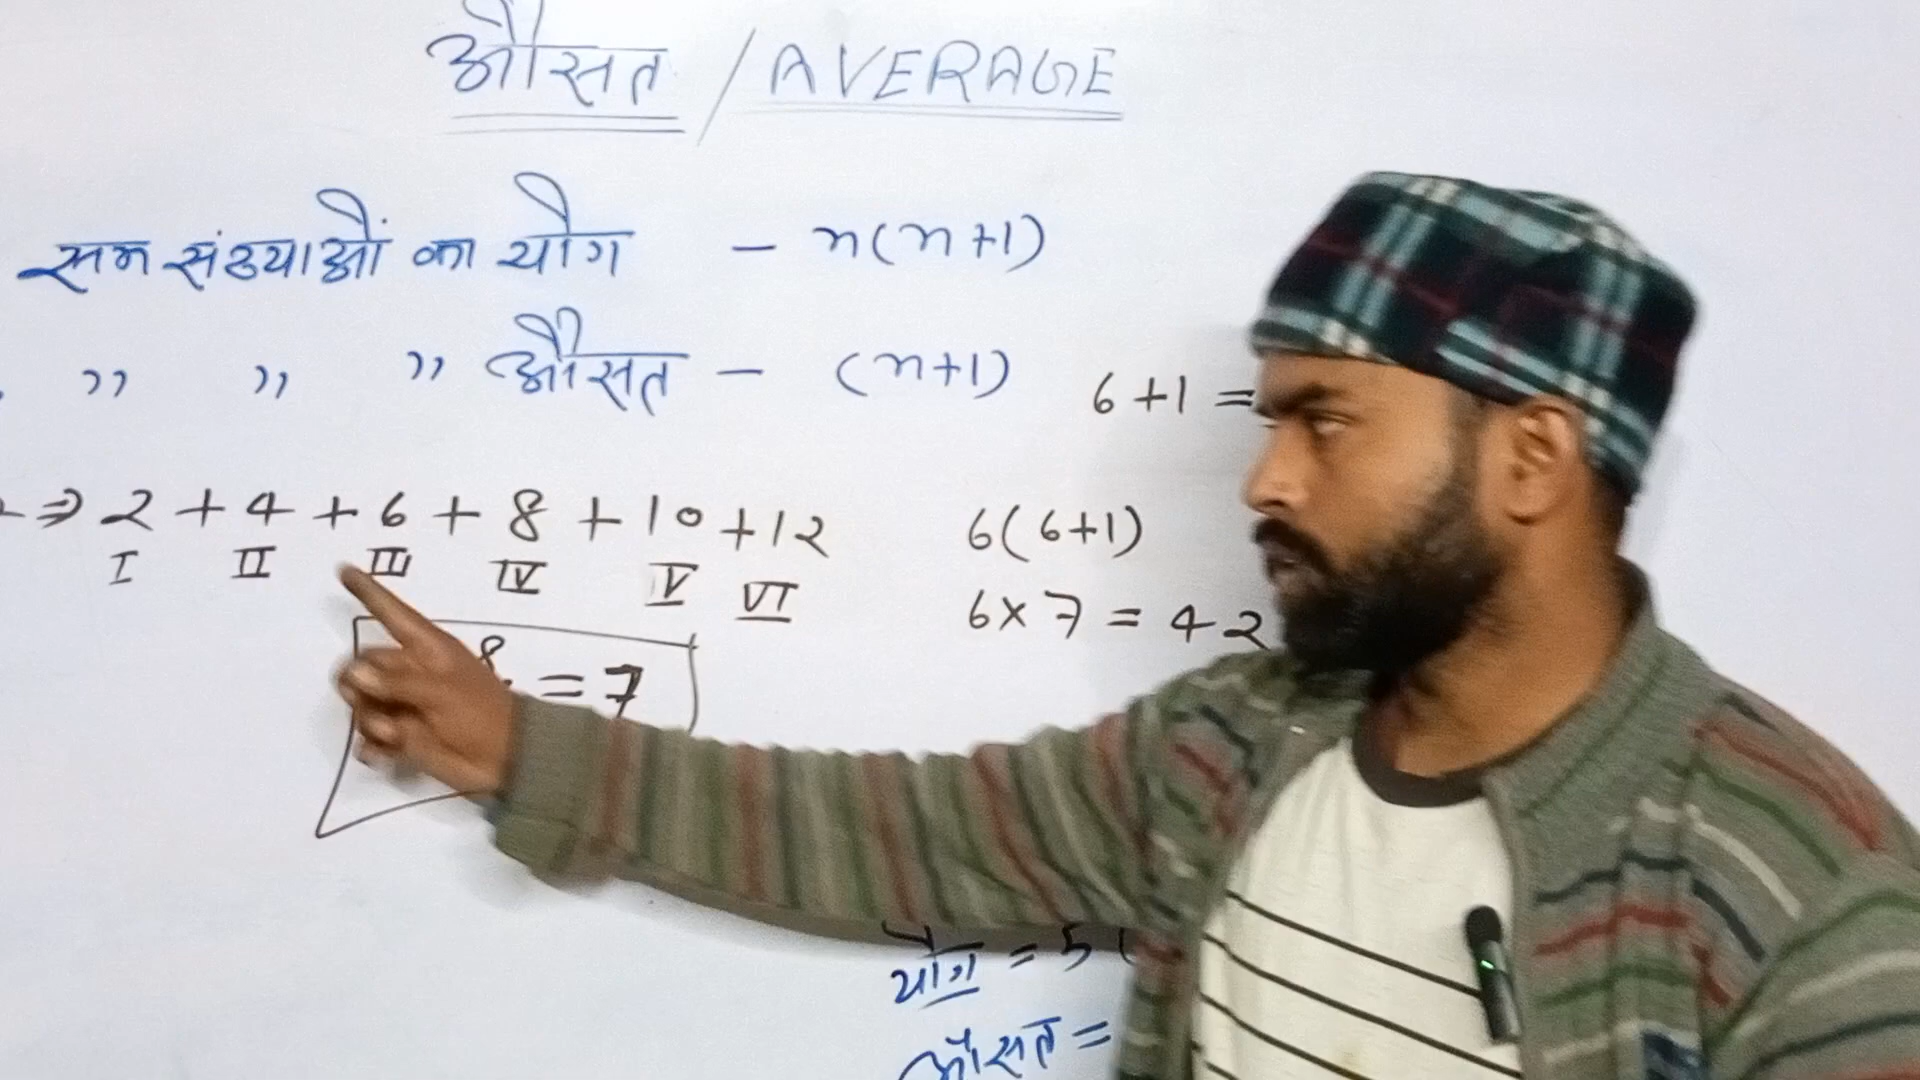 औसत / AVERAGE
सम संख्याओं का योग - n(n+1)
,, ,, ,, औसत - (n+1)
6+1 =
⇒ 2 + 4 + 6 + 8 + 10 + 12
I II III IV V VI
6(6+1)
6×7 = 42
= 7
योग = 5(
औसत =